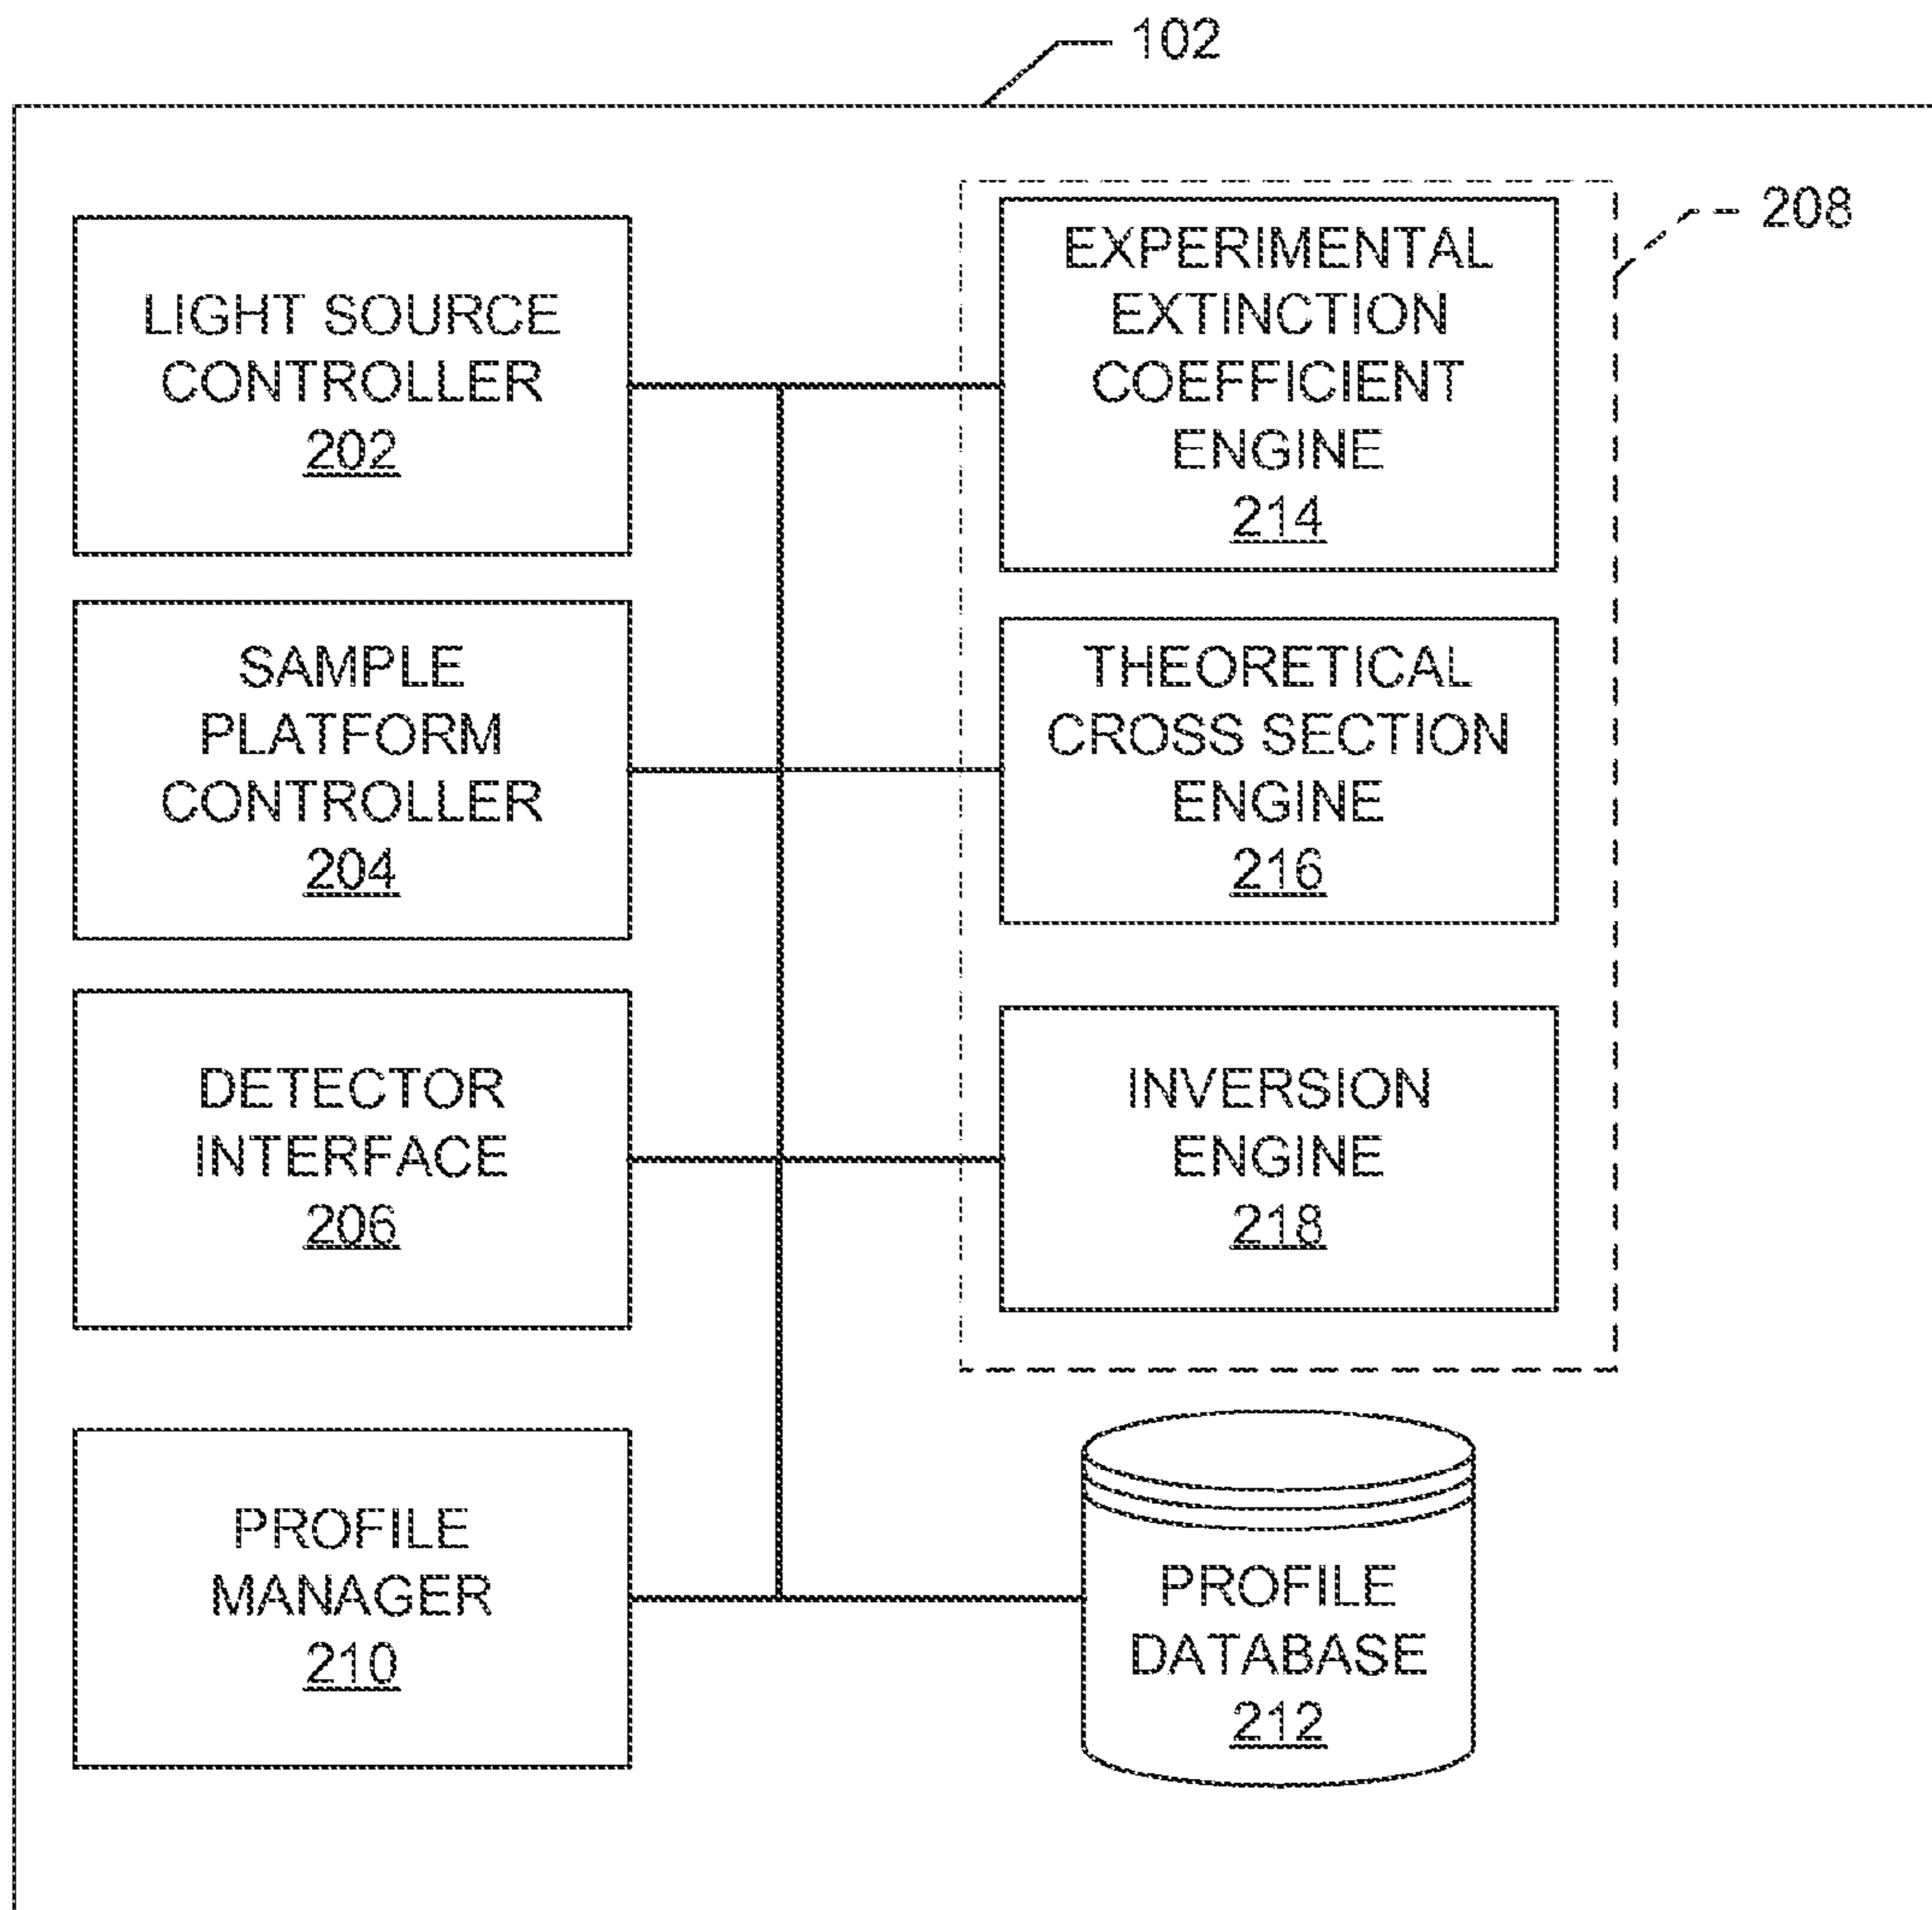 102
208
LIGHT SOURCE
CONTROLLER
202
EXPERIMENTAL
EXTINCTION
COEFFICIENT
ENGINE
214
SAMPLE
PLATFORM
CONTROLLER
204
THEORETICAL
CROSS SECTION
ENGINE
216
DETECTOR
INTERFACE
206
INVERSION
ENGINE
218
PROFILE
MANAGER
210
PROFILE
DATABASE
212